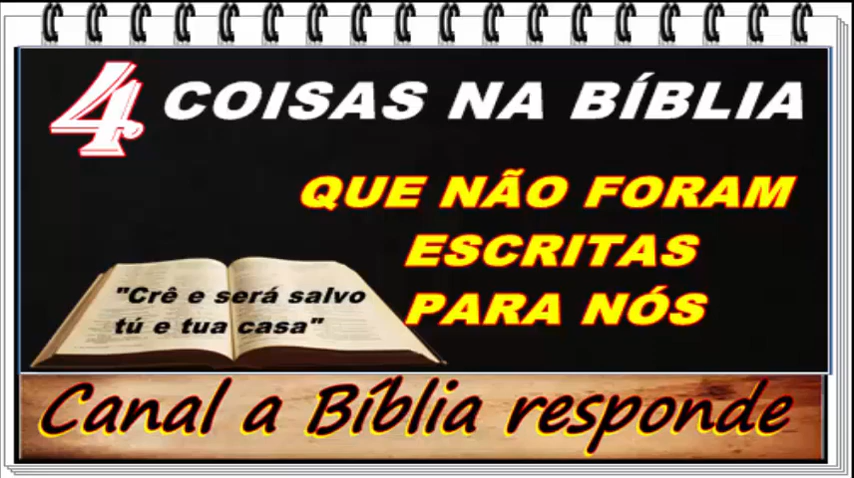 4 COISAS NA BÍBLIA
QUE NÃO FORAM
ESCRITAS
PARA NÓS
"Crê e será salvo
tú e tua casa"
Canal a Bíblia responde